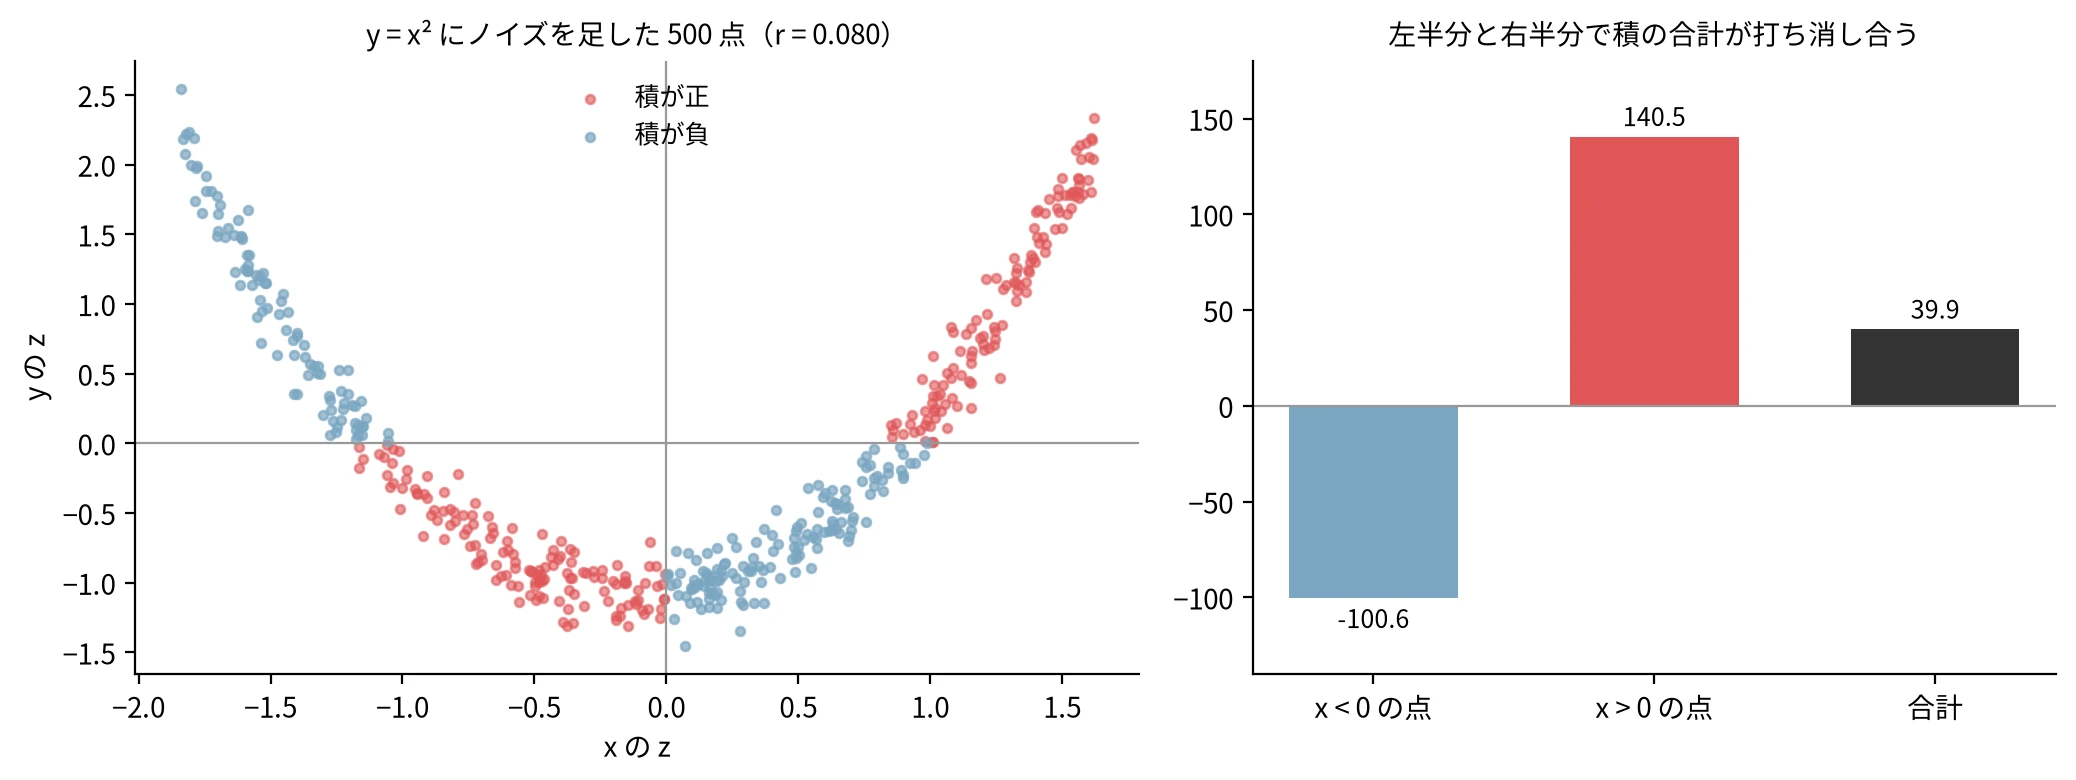 y = x² にノイズを足した 500 点（r = 0.080）
積が正
積が負
2.5
2.0
1.5
1.0
0.5
0.0
−0.5
−1.0
−1.5
y の z
−2.0 −1.5 −1.0 −0.5 0.0 0.5 1.0 1.5
x の z
左半分と右半分で積の合計が打ち消し合う
150
100
50
0
−50
−100
140.5
39.9
-100.6
x < 0 の点 x > 0 の点 合計